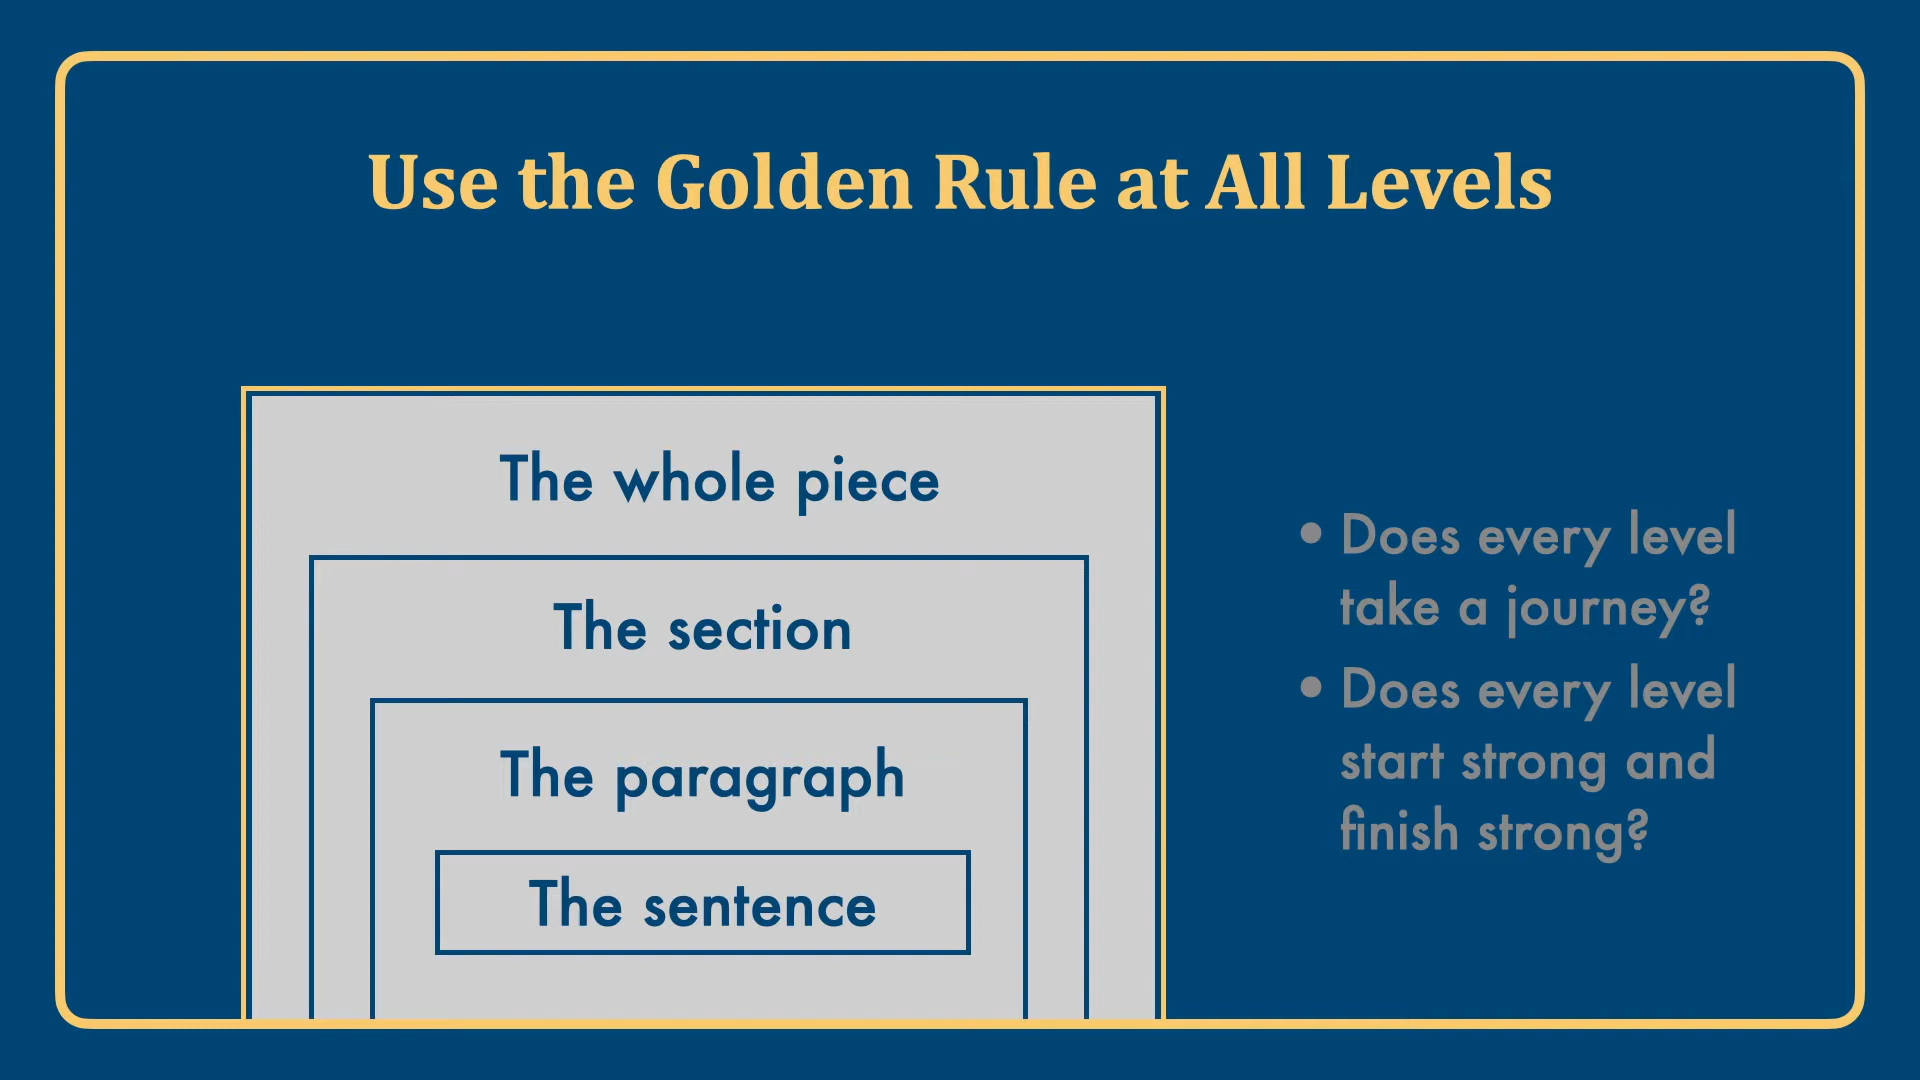 Use the Golden Rule at All Levels
The whole piece
The section
The paragraph
The sentence
• Does every level
take a journey?
• Does every level
start strong and
finish strong?